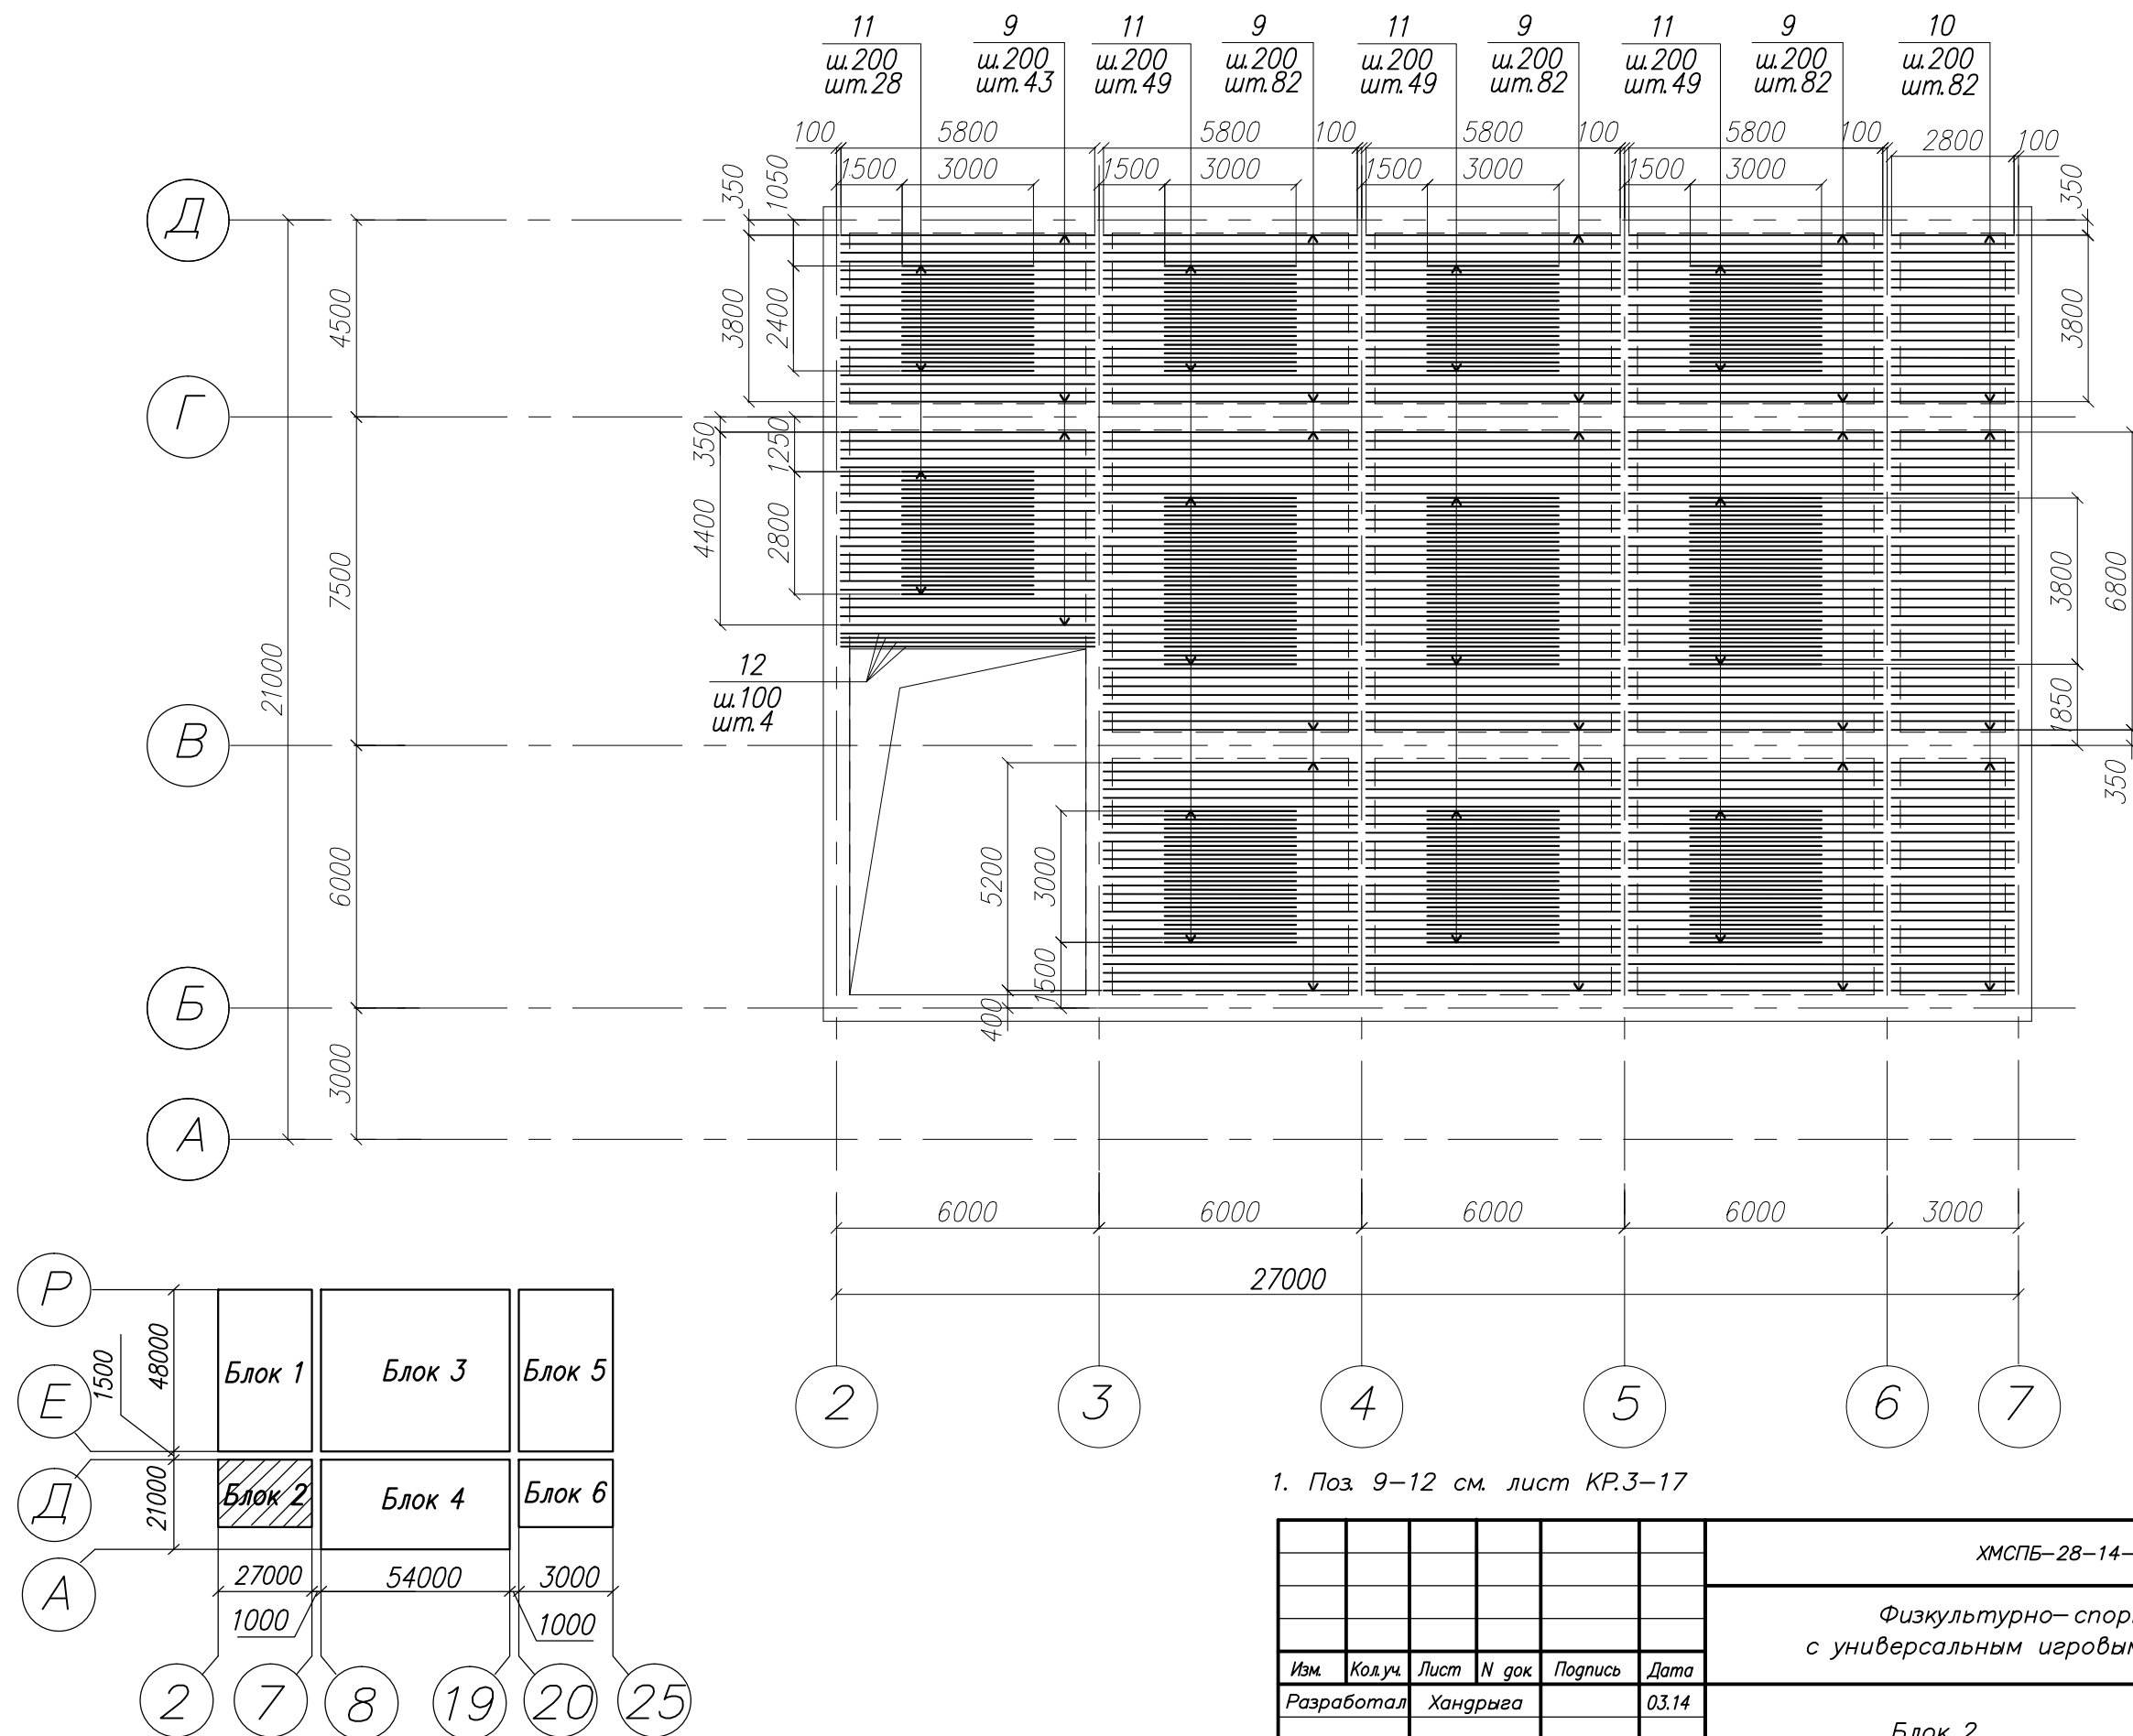 11 9 11 9 11 9 11 9 10
ш.200 ш.200 ш.200 ш.200 ш.200 ш.200 ш.200 ш.200 ш.200
шт.28 шт.43 шт.49 шт.82 шт.49 шт.82 шт.49 шт.82 шт.82
100 5800 5800 100 5800 100 5800 100 2800 100
1500 3000 1500 3000 1500 3000 1500 3000
350 1050 350
Д
4500 3800 2400 3800
Г
350 1250
7500 4400 2800 3800 6800
21000
12
ш.100
шт.4
1850
В
350
6000 5200 3000
1500
400
Б
3000
А
6000 6000 6000 6000 3000
27000
2 3 4 5 6 7
Р
48000
1500
Блок 1 Блок 3 Блок 5
Е
Д
21000
Блок 2 Блок 4 Блок 6
А
27000 54000 3000
1000 1000
2 7 8 19 20 25
1. Поз. 9-12 см. лист КР.3-17
ХМСПБ-28-14-
Физкультурно-спор
с универсальным игровым
Изм. Кол.уч. Лист N док Подпись Дата
Разработал Хандрыга 03.14
Блок 2